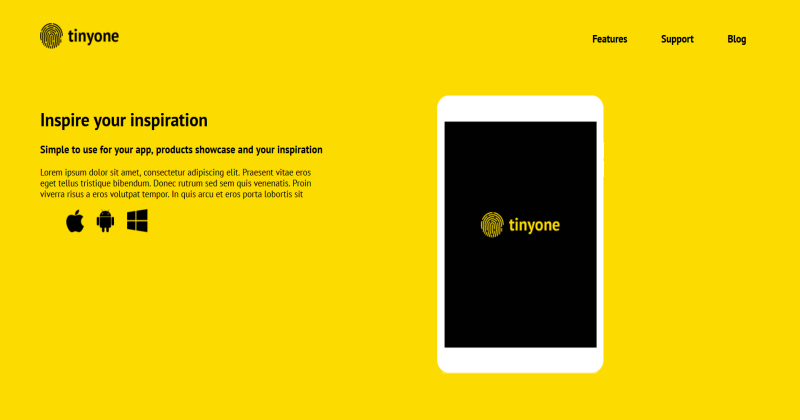 tinyone
Features Support Blog
Inspire your inspiration
Simple to use for your app, products showcase and your inspiration
Lorem ipsum dolor sit amet, consectetur adipiscing elit. Praesent vitae eros
eget tellus tristique bibendum. Donec rutrum sed sem quis venenatis. Proin
viverra risus a eros volutpat tempor. In quis arcu et eros porta lobortis sit
tinyone